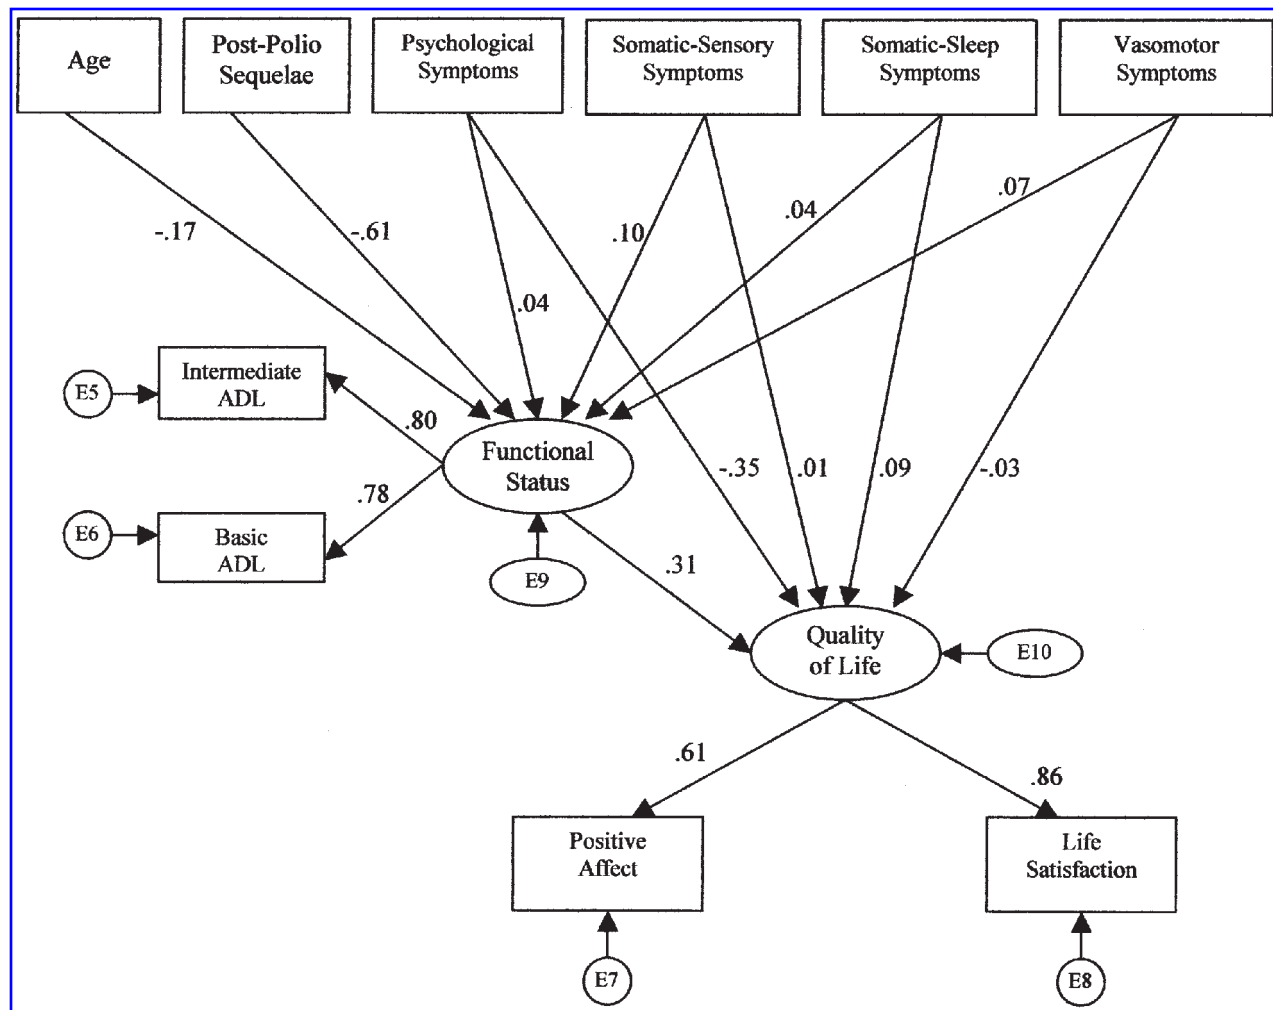 Age
Post-Polio
Sequelae
Psychological
Symptoms
Somatic-Sensory
Symptoms
Somatic-Sleep
Symptoms
Vasomotor
Symptoms
-.17
-.61
.04
.10
.04
.07
Intermediate
ADL
E5
.80
Functional
Status
-.35
.01
.09
-.03
.78
E6
Basic
ADL
E9
.31
Quality
of Life
E10
.61
.86
Positive
Affect
Life
Satisfaction
E7
E8